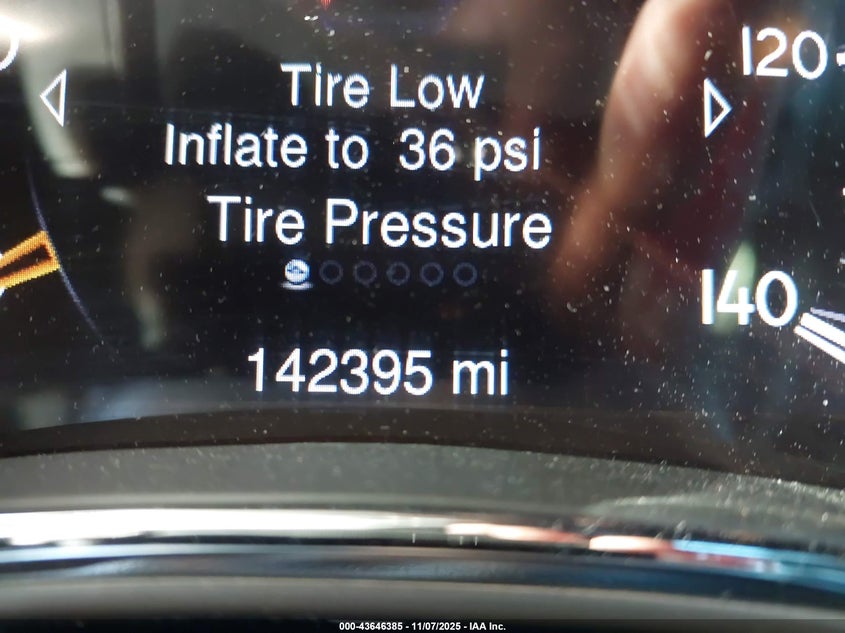 120
Tire Low
Inflate to 36 psi
Tire Pressure
140
142395 mi
000-43646385 - 11/07/2025 - IAA Inc.